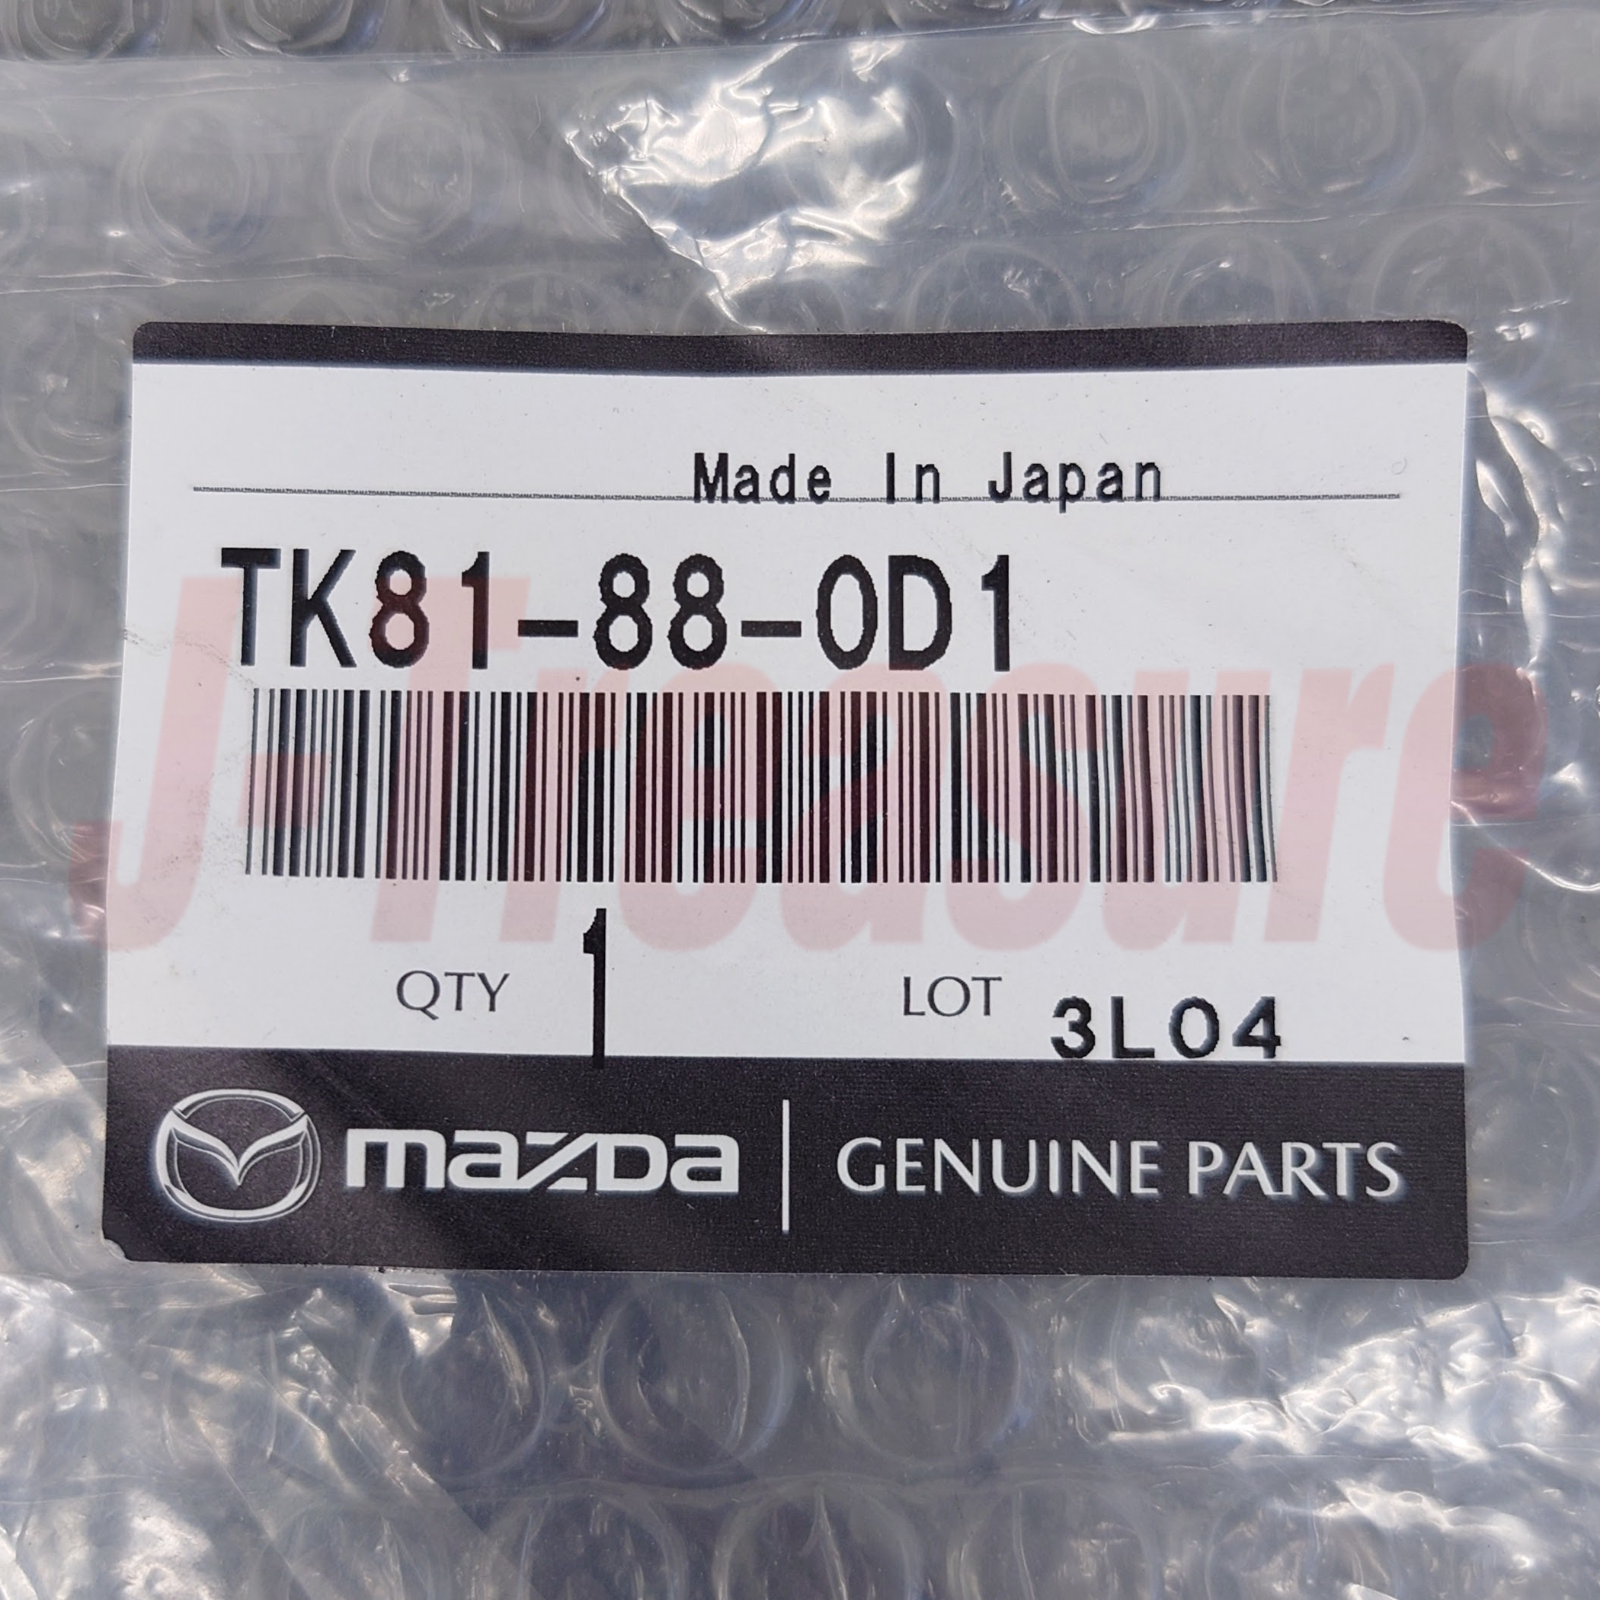 Made In Japan
TK81-88-0D1
J-Treasure
QTY 1 LOT 3L04
mazda GENUINE PARTS